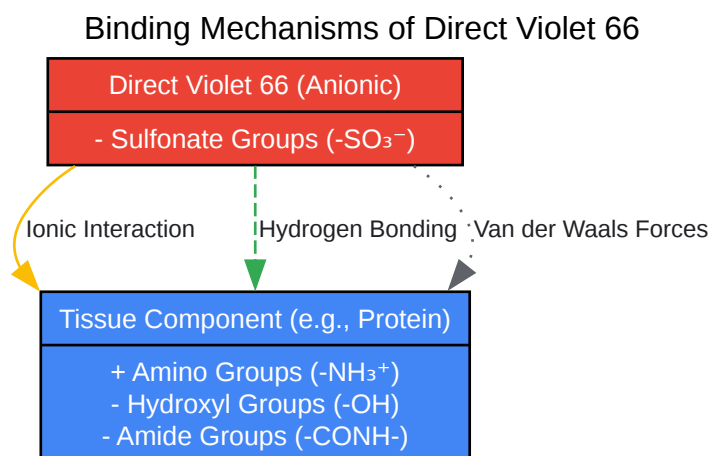 Binding Mechanisms of Direct Violet 66
Direct Violet 66 (Anionic)
- Sulfonate Groups (-SO₃⁻)
Ionic Interaction
Hydrogen Bonding
Van der Waals Forces
Tissue Component (e.g., Protein)
+ Amino Groups (-NH₃⁺)
- Hydroxyl Groups (-OH)
- Amide Groups (-CONH-)